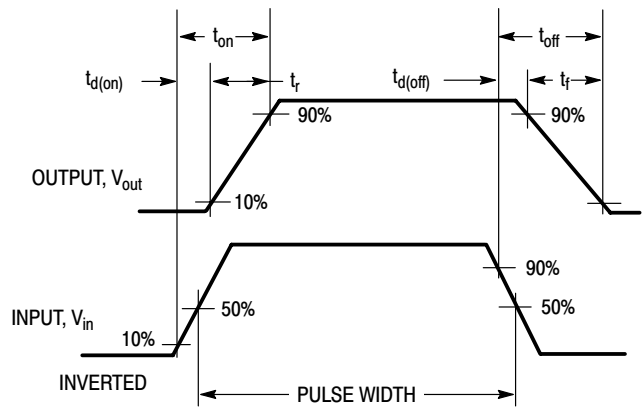 t_on
t_off
t_d(on)
t_r
t_d(off)
t_f
90%
90%
OUTPUT, V_out
10%
90%
50%
50%
INPUT, V_in
10%
INVERTED
PULSE WIDTH